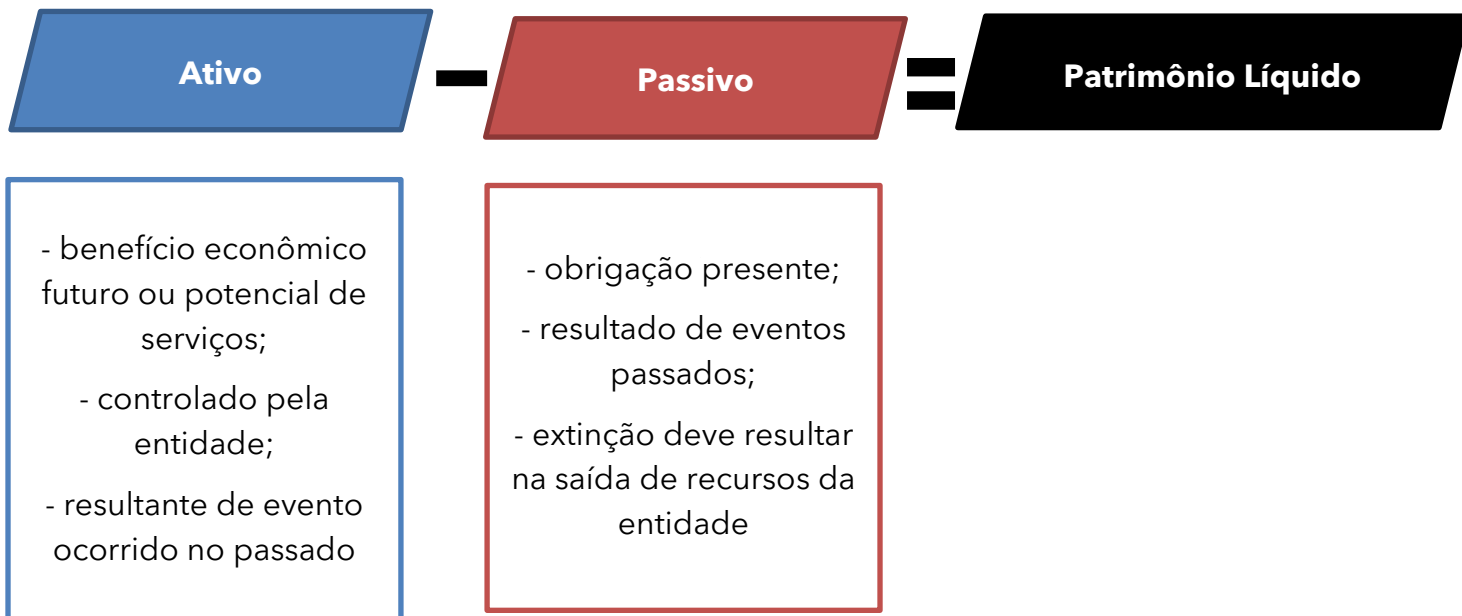 Ativo
Passivo
Patrimônio Líquido
- benefício econômico
futuro ou potencial de
serviços;
- controlado pela
entidade;
- resultante de evento
ocorrido no passado
- obrigação presente;
- resultado de eventos
passados;
- extinção deve resultar
na saída de recursos da
entidade